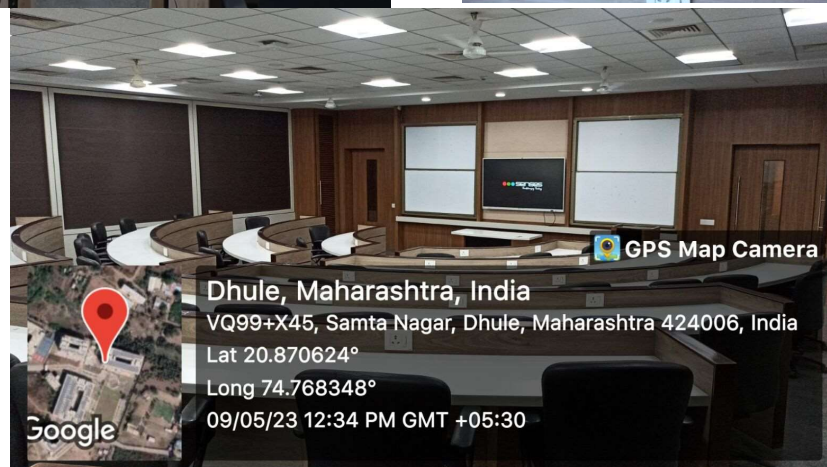 GPS Map Camera
Dhule, Maharashtra, India
VQ99+X45, Samta Nagar, Dhule, Maharashtra 424006, India
Lat 20.870624°
Long 74.768348°
09/05/23 12:34 PM GMT +05:30
Google